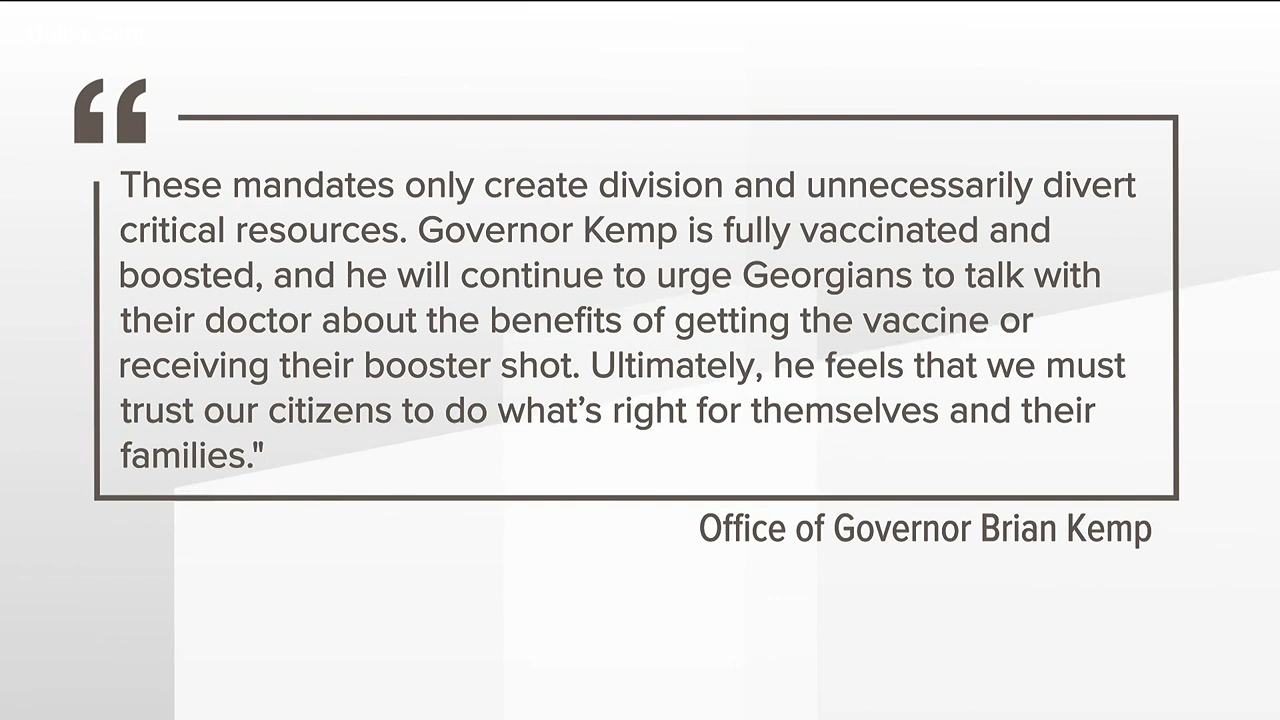 “
These mandates only create division and unnecessarily divert
critical resources. Governor Kemp is fully vaccinated and
boosted, and he will continue to urge Georgians to talk with
their doctor about the benefits of getting the vaccine or
receiving their booster shot. Ultimately, he feels that we must
trust our citizens to do what’s right for themselves and their
families."
Office of Governor Brian Kemp